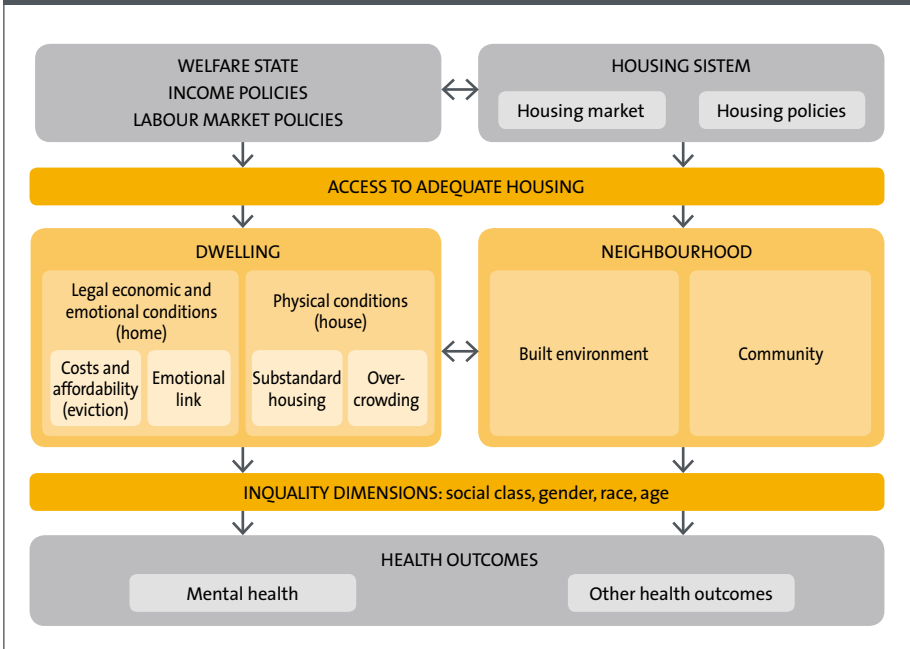 WELFARE STATE
INCOME POLICIES
LABOUR MARKET POLICIES
HOUSING SISTEM
Housing market
Housing policies
ACCESS TO ADEQUATE HOUSING
DWELLING
Legal economic and
emotional conditions
(home)
Costs and
affordability
(eviction)
Emotional
link
Physical conditions
(house)
Substandard
housing
Over-
crowding
NEIGHBOURHOOD
Built environment
Community
INQUALITY DIMENSIONS: social class, gender, race, age
HEALTH OUTCOMES
Mental health
Other health outcomes